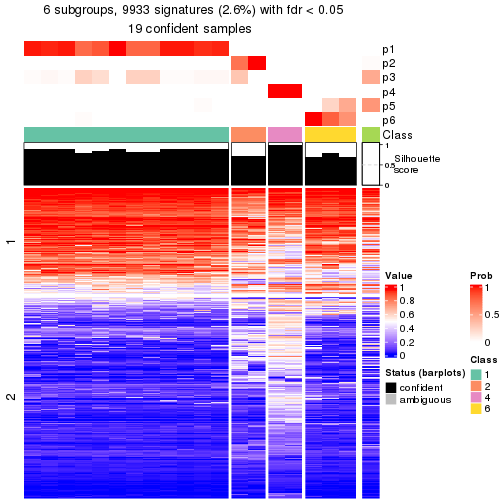 6 subgroups, 9933 signatures (2.6%) with fdr < 0.05
19 confident samples
p1
p2
p3
p4
p5
p6
Class
1
0.5
0
Silhouette
score
1
2
Value
1
0.8
0.6
0.4
0.2
0
Status (barplots)
confident
ambiguous
Prob
1
0.5
0
Class
1
2
4
6